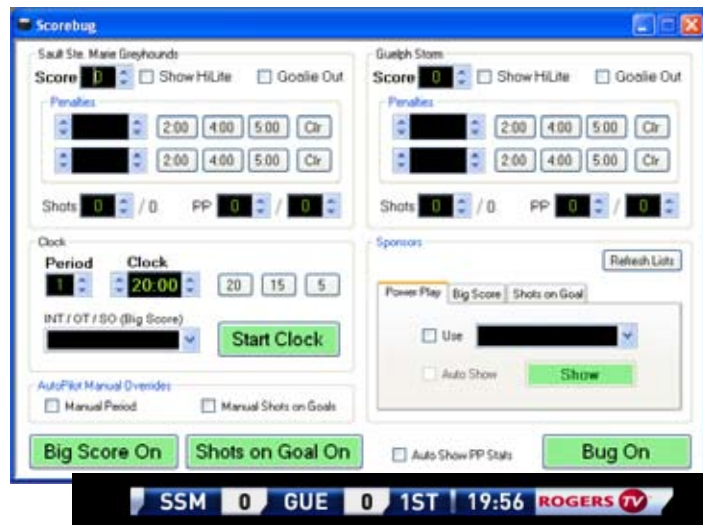 Scorebug
Sault Ste. Marie Greyhounds
Score 0 Show HiLite Goalie Out
Penalties
2:00 4:00 5:00 Clr
2:00 4:00 5:00 Clr
Shots 0 / 0 PP 0 / 0
Guelph Storm
Score 0 Show HiLite Goalie Out
Penalties
2:00 4:00 5:00 Clr
2:00 4:00 5:00 Clr
Shots 0 / 0 PP 0 / 0
Clock
Period Clock
1 20:00 20 15 5
INT / OT / SO (Big Score)
Start Clock
Sponsors
Refresh Lists
Power Play Big Score Shots on Goal
Use
Auto Show Show
AutoPilot Manual Overrides
Manual Period Manual Shots on Goals
Big Score On Shots on Goal On Auto Show PP Stats Bug On
SSM 0 GUE 0 1ST 19:56 ROGERS TV